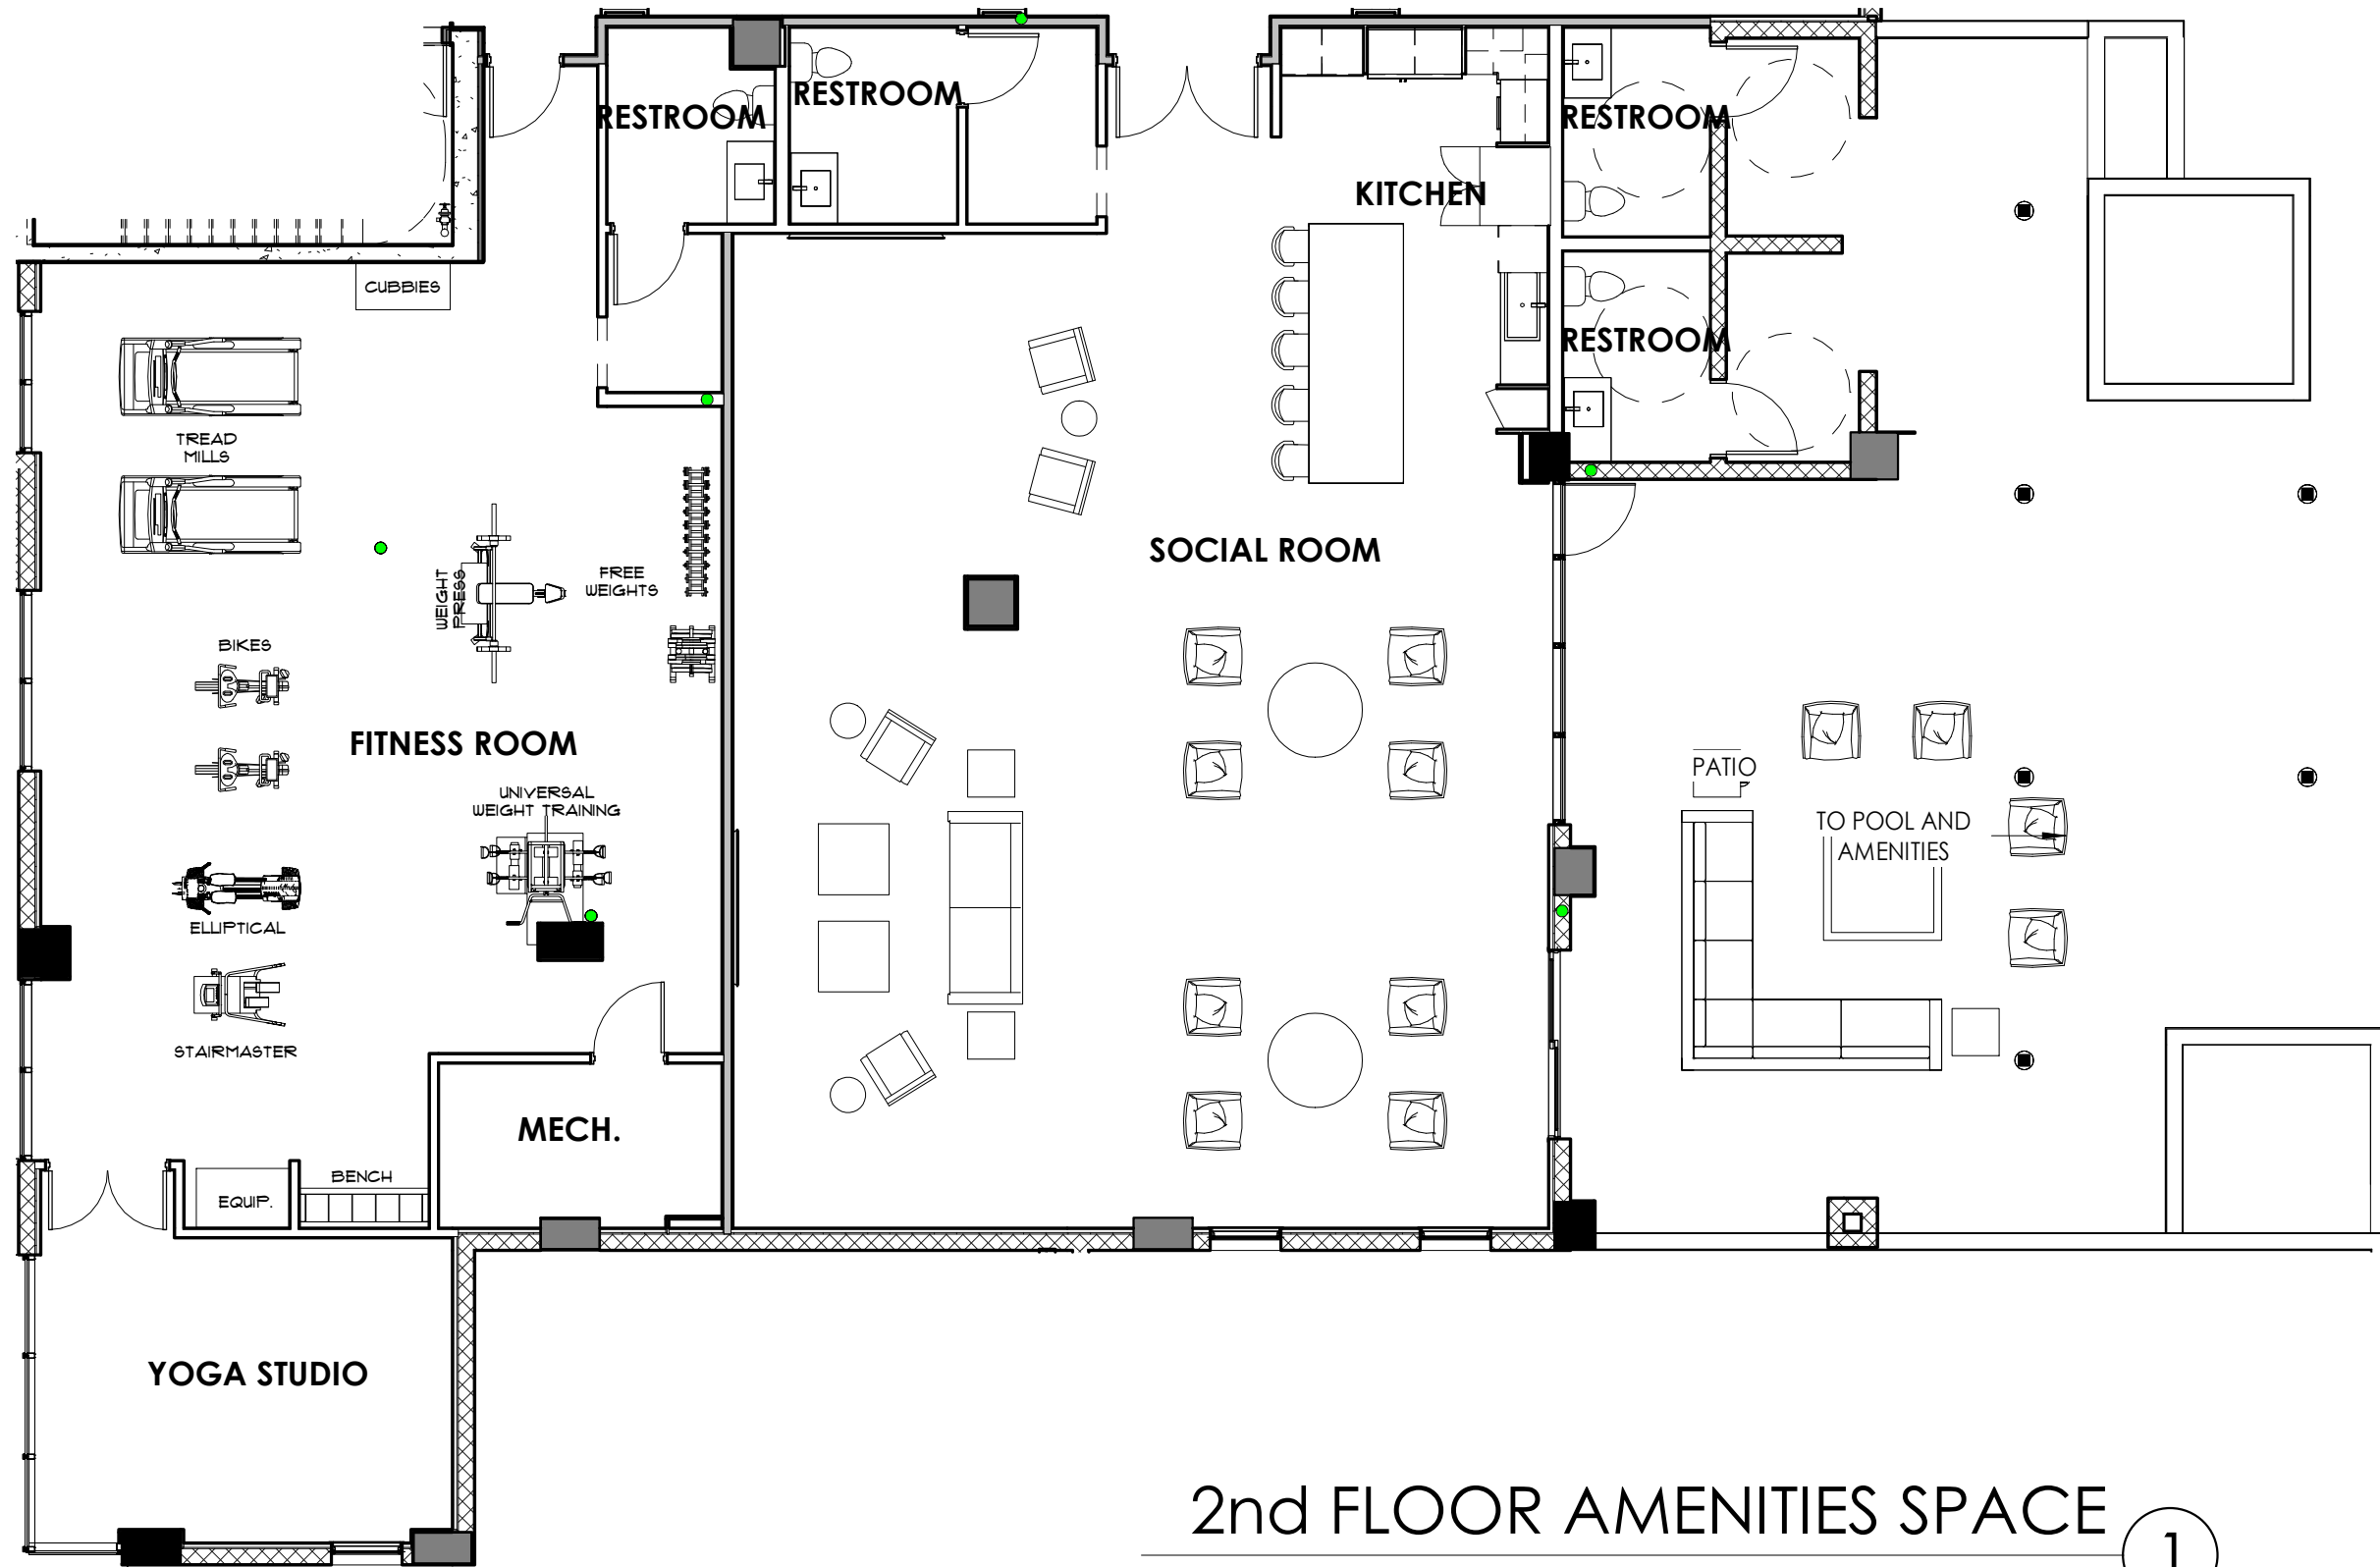 RESTROOM
RESTROOM
RESTROOM
KITCHEN
CUBBIES
RESTROOM
TREAD
MILLS
SOCIAL ROOM
WEIGHT
PRESS
FREE
WEIGHTS
BIKES
FITNESS ROOM
PATIO
UNIVERSAL
WEIGHT TRAINING
TO POOL AND
AMENITIES
ELLIPTICAL
STAIRMASTER
MECH.
BENCH
EQUIP.
YOGA STUDIO
2nd FLOOR AMENITIES SPACE
1